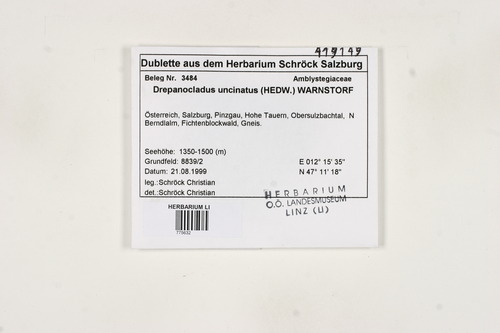 419149
Dublette aus dem Herbarium Schröck Salzburg
Beleg Nr. 3484 Amblystegiaceae
Drepanocladus uncinatus (HEDW.) WARNSTORF
Österreich, Salzburg, Pinzgau, Hohe Tauern, Obersulzbachtal, N
Berndlalm, Fichtenblockwald, Gneis.
Seehöhe: 1350-1500 (m)
Grundfeld: 8839/2 E 012° 15' 35"
Datum: 21.08.1999 N 47° 11' 18"
leg.:Schröck Christian
det.:Schröck Christian
HERBARIUM
O.Ö. LANDESMUSEUM
LINZ (LI)
HERBARIUM LI